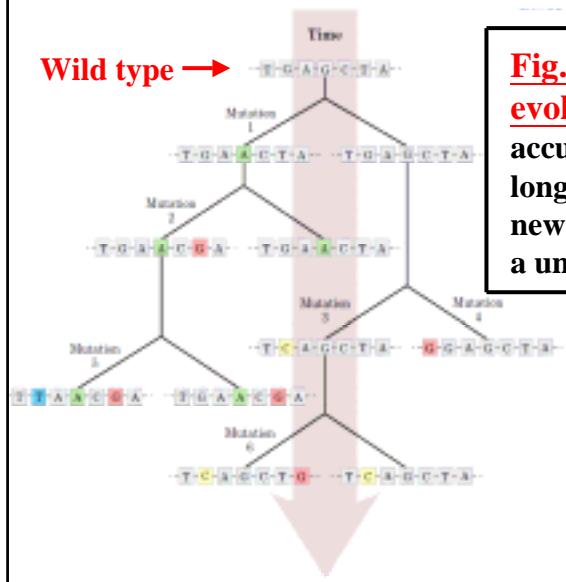 Time
Wild type
T-G-A-G-C-T-A
Fig.
evol
accu
long
new
a un
Mutation
1
T-G-A-A-C-T-A
T-G-A-G-C-T-A
Mutation
2
T-G-A-A-C-G-A
T-G-A-A-C-T-A
Mutation
3
Mutation
4
T-C-A-G-C-T-A
G-G-A-G-C-T-A
Mutation
5
T-T-A-A-C-G-A
T-G-A-A-C-G-A
Mutation
6
T-C-A-G-C-T-G
T-C-A-G-C-T-A